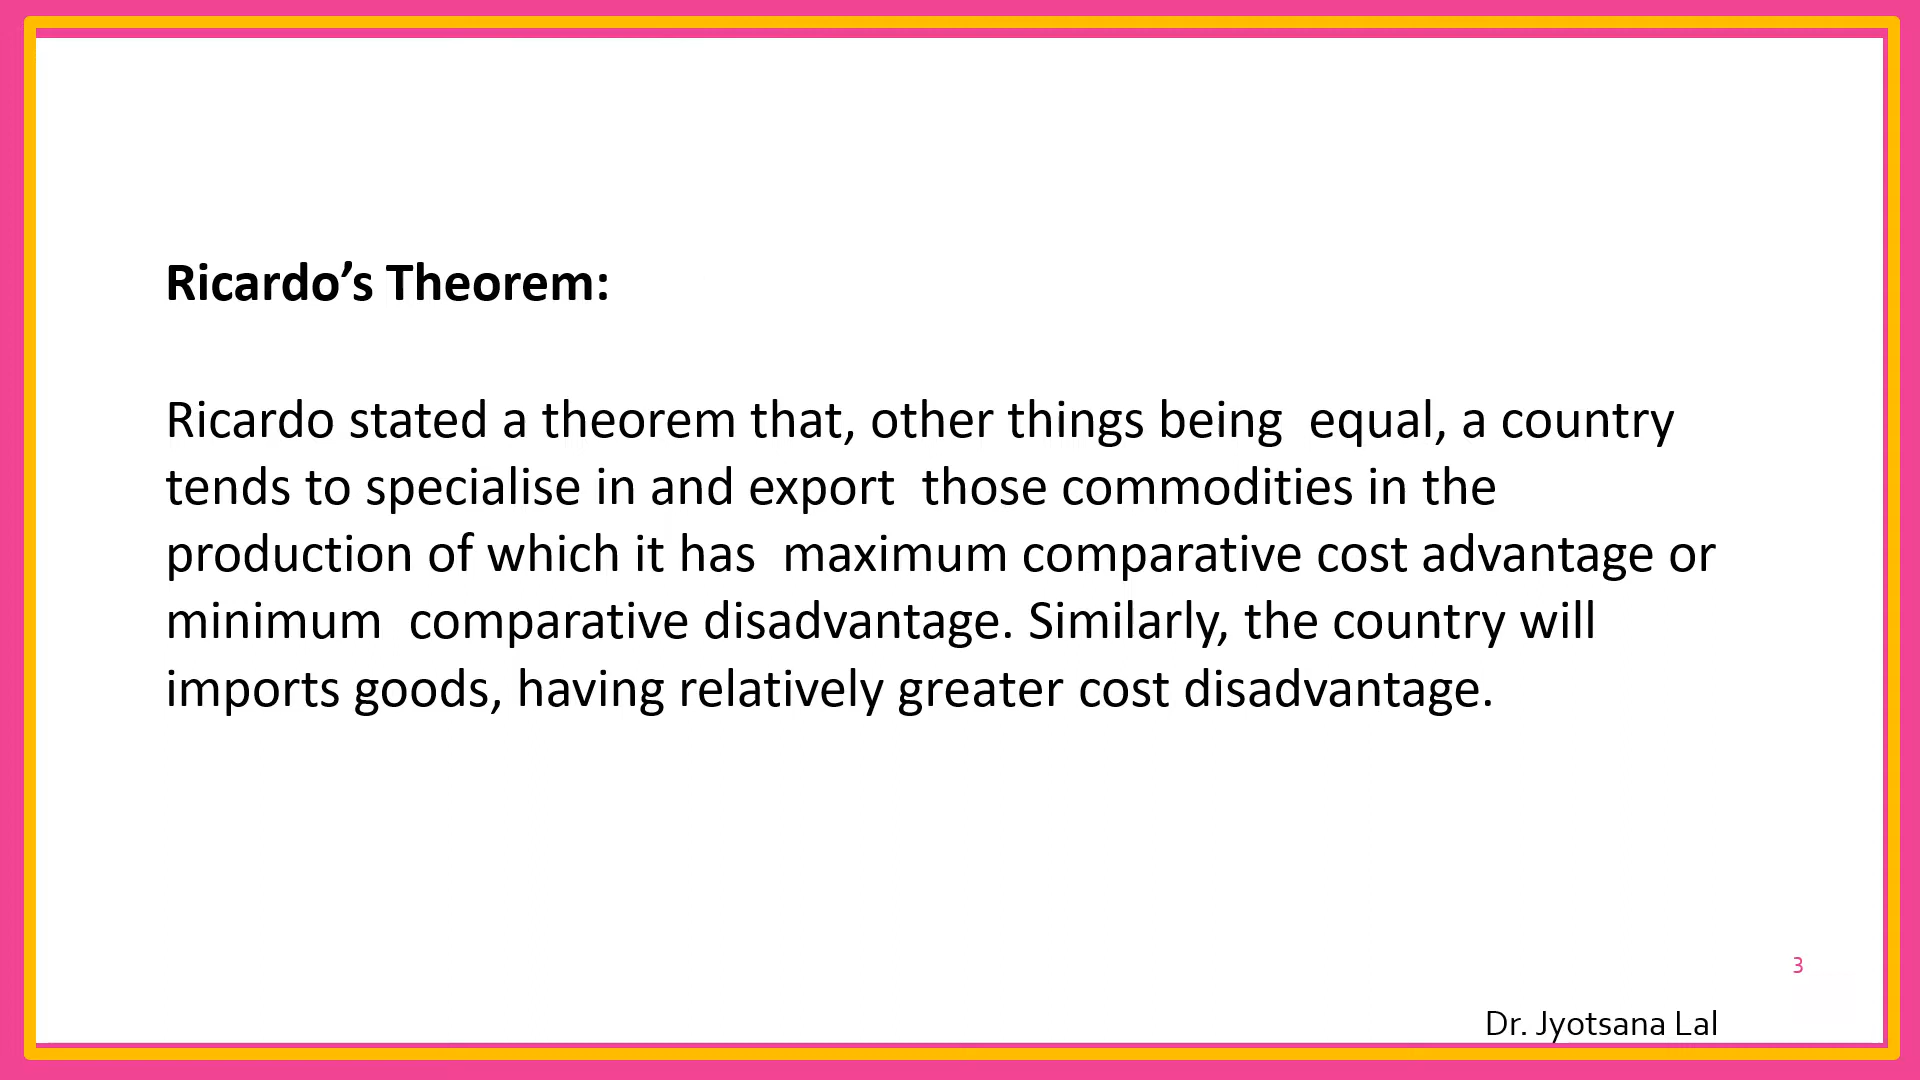 Ricardo’s Theorem:
Ricardo stated a theorem that, other things being  equal, a country
tends to specialise in and export  those commodities in the
production of which it has  maximum comparative cost advantage or
minimum  comparative disadvantage. Similarly, the country will
imports goods, having relatively greater cost disadvantage.
3
Dr. Jyotsana Lal